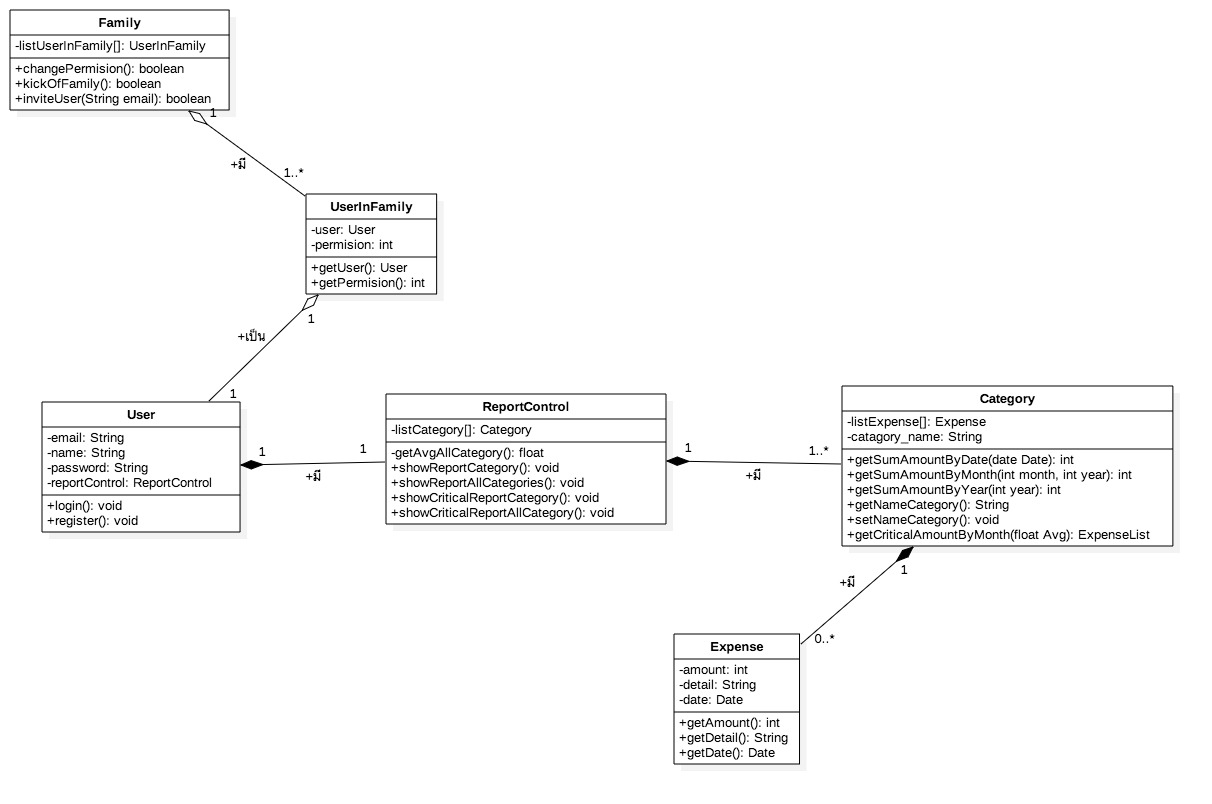 Family
-listUserInFamily[]: UserInFamily
+changePermision(): boolean
+kickOfFamily(): boolean
+inviteUser(String email): boolean
1
+มี
1..*
UserInFamily
-user: User
-permision: int
+getUser(): User
+getPermision(): int
1
+เป็น
1
User
-email: String
-name: String
-password: String
-reportControl: ReportControl
+login(): void
+register(): void
1
+มี
1
ReportControl
-listCategory[]: Category
-getAvgAllCategory(): float
+showReportCategory(): void
+showReportAllCategories(): void
+showCriticalReportCategory(): void
+showCriticalReportAllCategory(): void
1
+มี
1..*
Category
-listExpense[]: Expense
-catagory_name: String
+getSumAmountByDate(date Date): int
+getSumAmountByMonth(int month, int year): int
+getSumAmountByYear(int year): int
+getNameCategory(): String
+setNameCategory(): void
+getCriticalAmountByMonth(float Avg): ExpenseList
1
+มี
0..*
Expense
-amount: int
-detail: String
-date: Date
+getAmount(): int
+getDetail(): String
+getDate(): Date